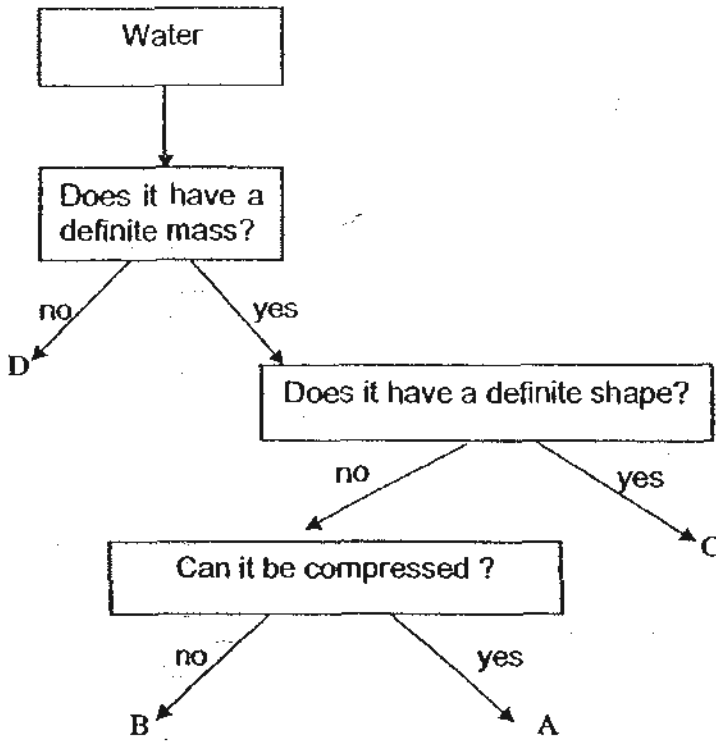 Water
Does it have a
definite mass?
no
yes
D
Does it have a definite shape?
no
yes
C
Can it be compressed ?
no
yes
B
A